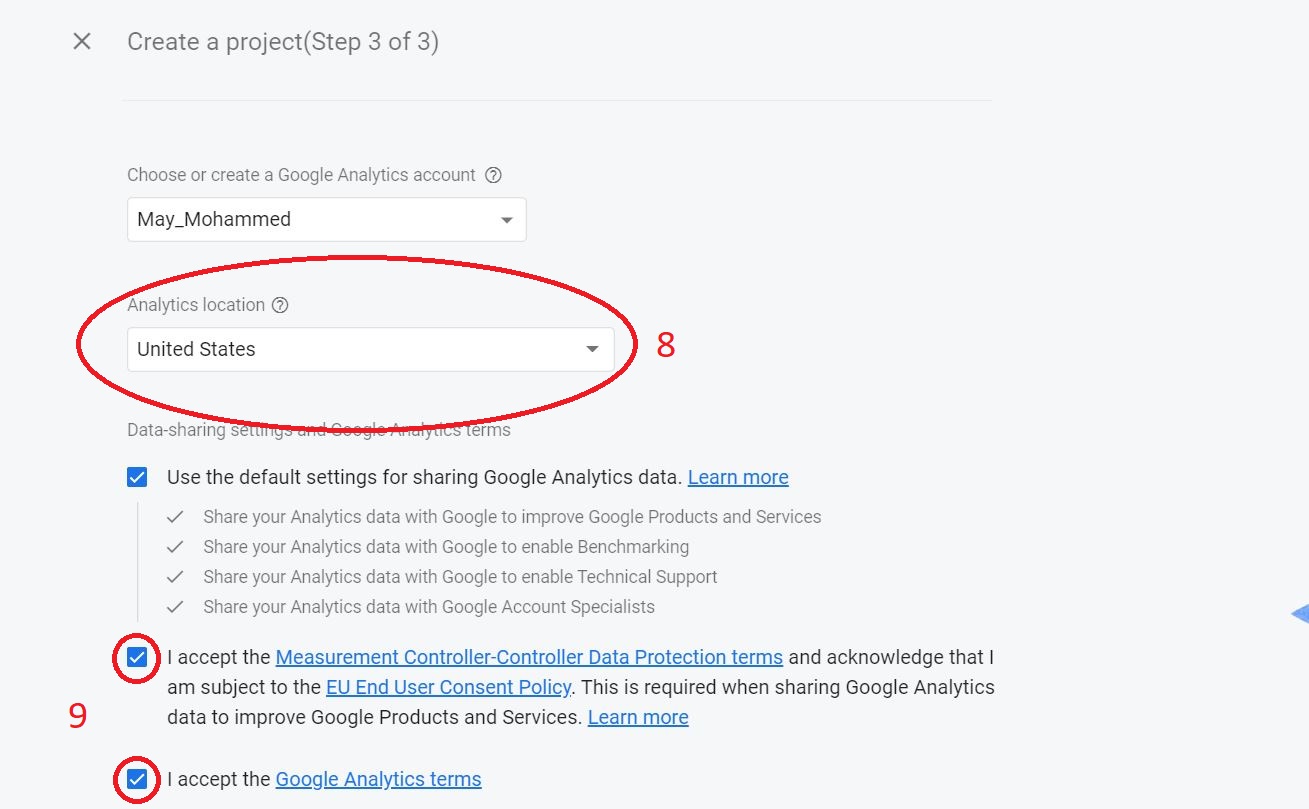 Create a project(Step 3 of 3)
Choose or create a Google Analytics account
May_Mohammed
Analytics location
United States
8
Data-sharing settings and Google Analytics terms
Use the default settings for sharing Google Analytics data. Learn more
Share your Analytics data with Google to improve Google Products and Services
Share your Analytics data with Google to enable Benchmarking
Share your Analytics data with Google to enable Technical Support
Share your Analytics data with Google Account Specialists
I accept the Measurement Controller-Controller Data Protection terms and acknowledge that I
am subject to the EU End User Consent Policy. This is required when sharing Google Analytics
data to improve Google Products and Services. Learn more
9
I accept the Google Analytics terms